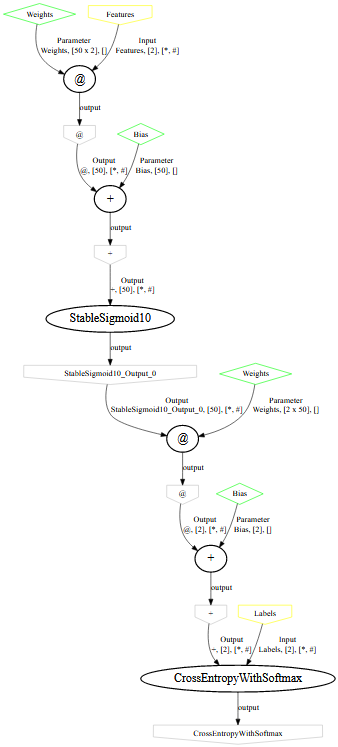 Weights
Features
Parameter
Weights, [50 x 2], []
Input
Features, [2], [*, #]
@
output
@
Bias
Output
@, [50], [*, #]
Parameter
Bias, [50], []
+
output
+
Output
+, [50], [*, #]
StableSigmoid10
output
StableSigmoid10_Output_0
Weights
Output
StableSigmoid10_Output_0, [50], [*, #]
Parameter
Weights, [2 x 50], []
@
output
@
Bias
Output
@, [2], [*, #]
Parameter
Bias, [2], []
+
output
+
Labels
Output
+, [2], [*, #]
Input
Labels, [2], [*, #]
CrossEntropyWithSoftmax
output
CrossEntropyWithSoftmax